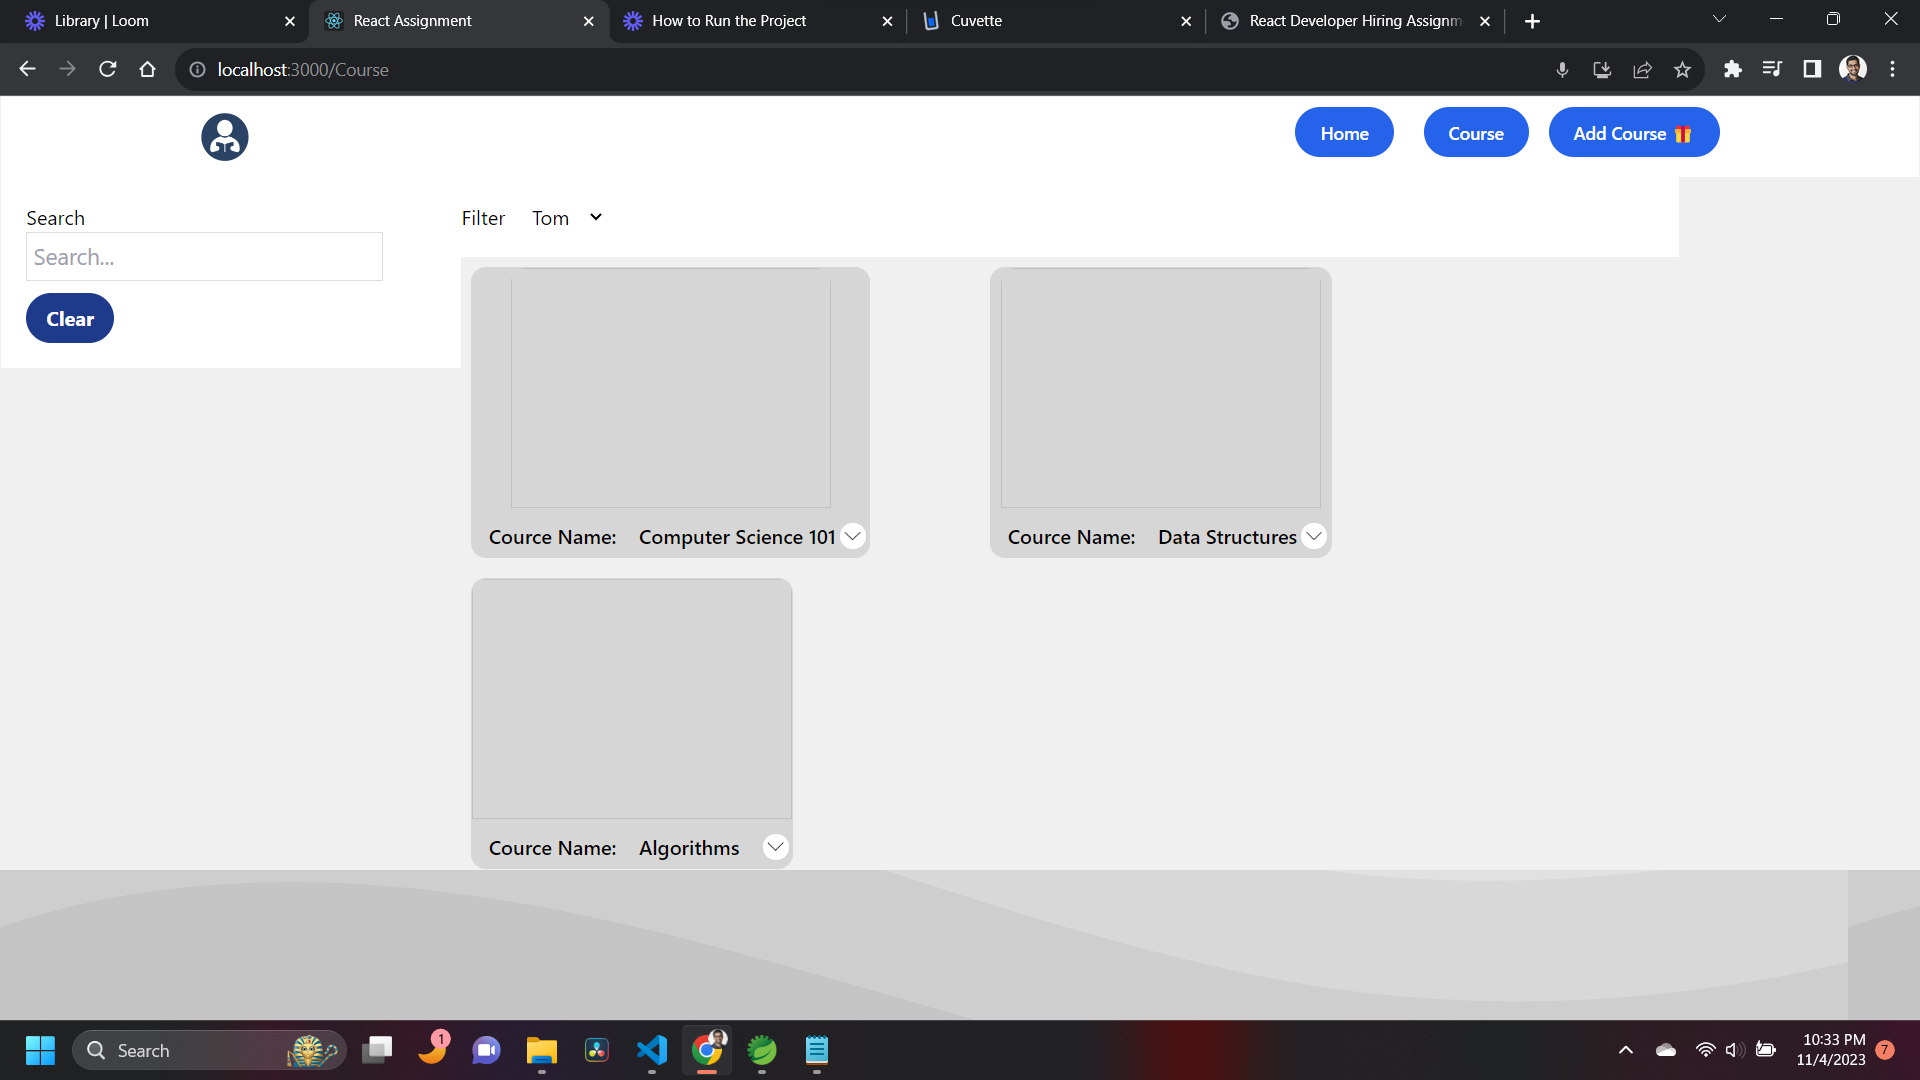 Library | Loom
React Assignment
How to Run the Project
Cuvette
React Developer Hiring Assignm
localhost:3000/Course
Home
Course
Add Course 🎁
Search
Filter
Tom
Search...
Clear
Cource Name: Computer Science 101
Cource Name: Data Structures
Cource Name: Algorithms
Search
1
10:33 PM
11/4/2023
7